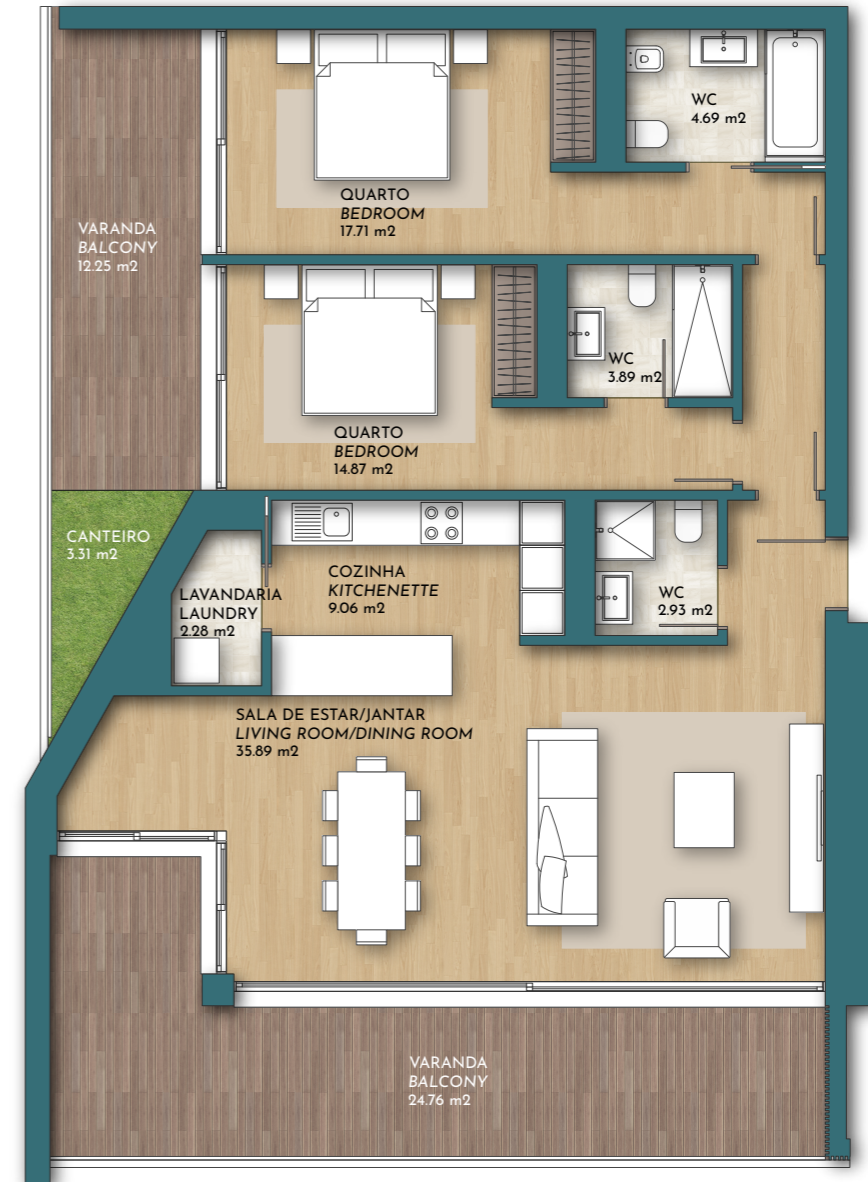 WC
4.69 m2
QUARTO
BEDROOM
17.71 m2
VARANDA
BALCONY
12.25 m2
WC
3.89 m2
QUARTO
BEDROOM
14.87 m2
CANTEIRO
3.31 m2
COZINHA
KITCHENETTE
9.06 m2
LAVANDARIA
LAUNDRY
2.28 m2
WC
2.93 m2
SALA DE ESTAR/JANTAR
LIVING ROOM/DINING ROOM
35.89 m2
VARANDA
BALCONY
24.76 m2